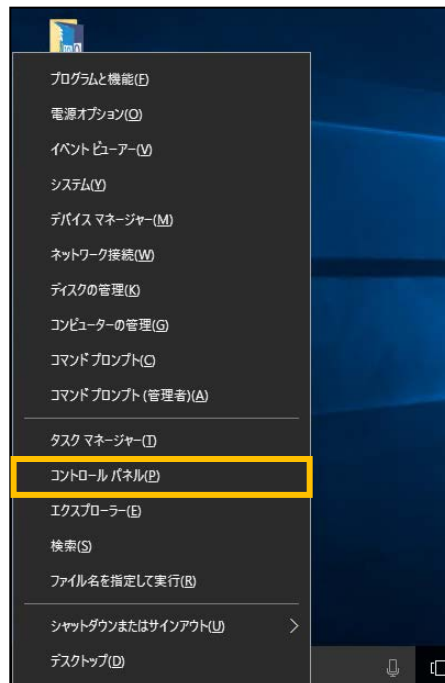 プログラムと機能(F)
電源オプション(O)
イベント ビューアー(V)
システム(Y)
デバイス マネージャー(M)
ネットワーク接続(W)
ディスクの管理(K)
コンピューターの管理(G)
コマンド プロンプト(C)
コマンド プロンプト (管理者)(A)
タスク マネージャー(T)
コントロール パネル(P)
エクスプローラー(E)
検索(S)
ファイル名を指定して実行(R)
シャットダウンまたはサインアウト(U)
デスクトップ(D)